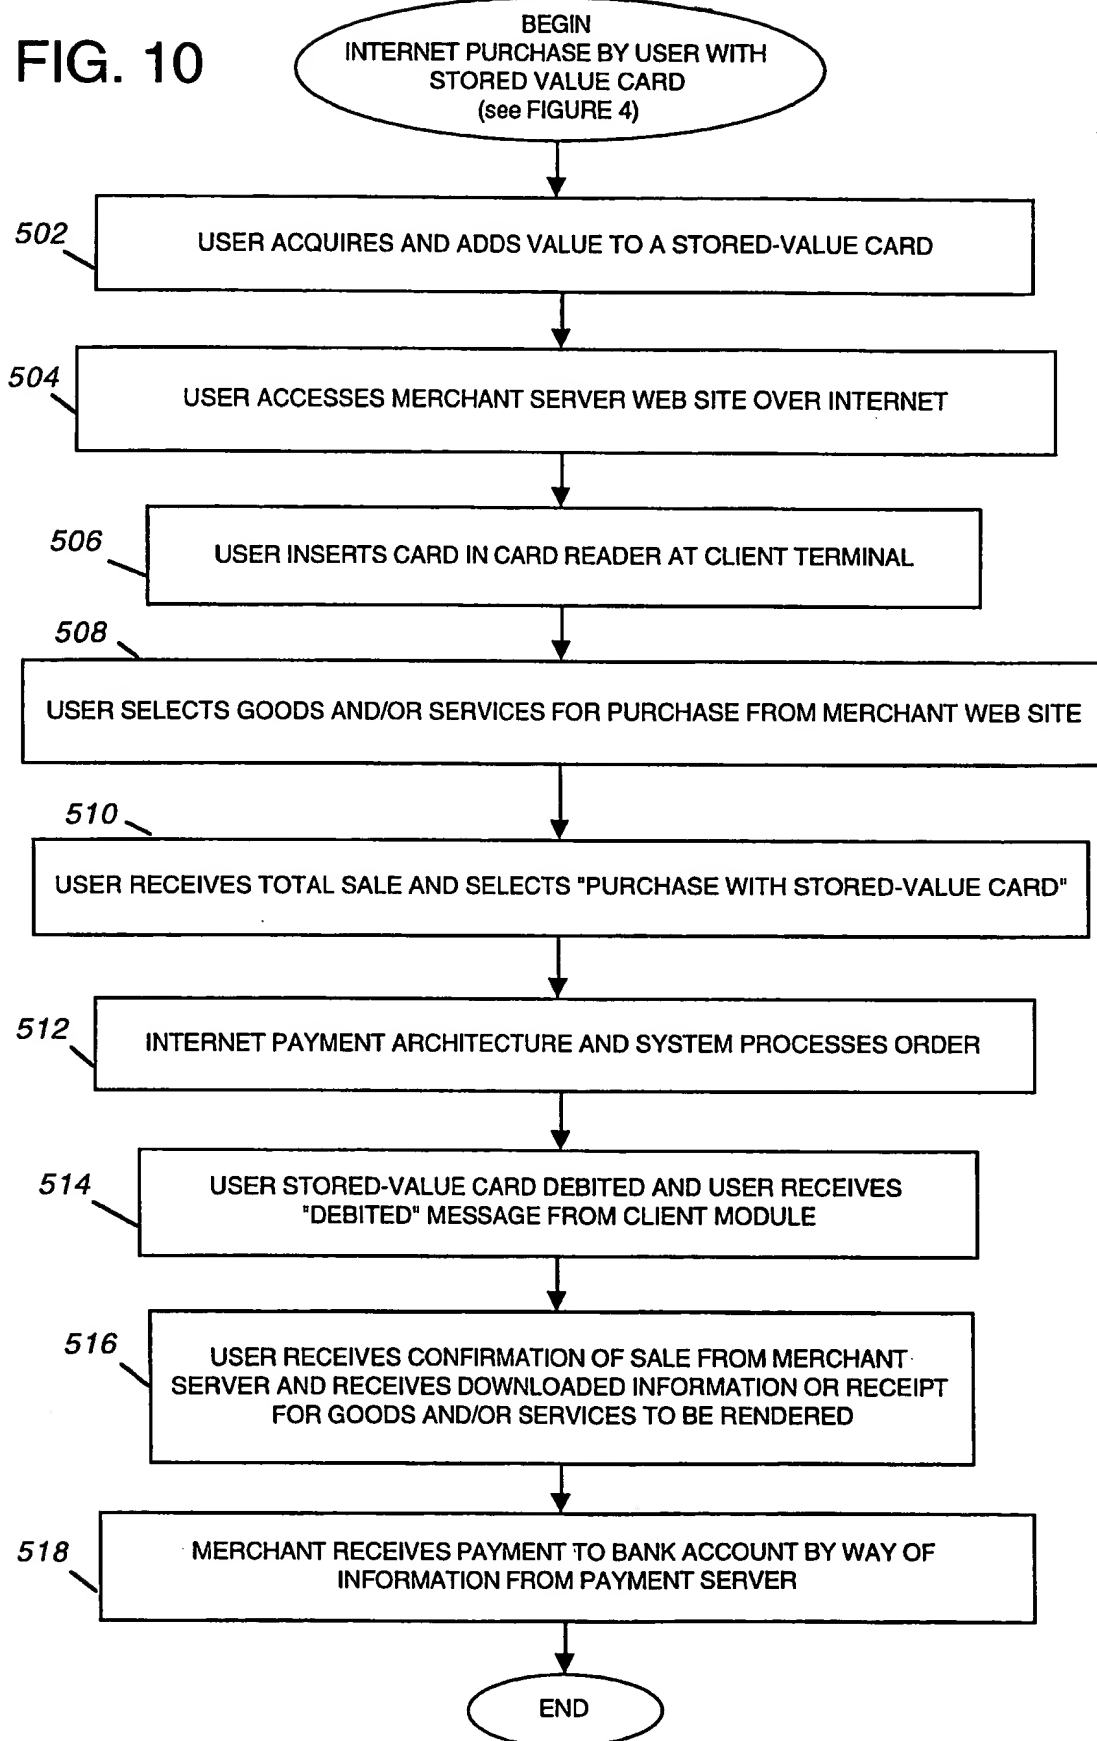 FIG. 10
BEGIN
INTERNET PURCHASE BY USER WITH
STORED VALUE CARD
(see FIGURE 4)
502
USER ACQUIRES AND ADDS VALUE TO A STORED-VALUE CARD
504
USER ACCESSES MERCHANT SERVER WEB SITE OVER INTERNET
506
USER INSERTS CARD IN CARD READER AT CLIENT TERMINAL
508
USER SELECTS GOODS AND/OR SERVICES FOR PURCHASE FROM MERCHANT WEB SITE
510
USER RECEIVES TOTAL SALE AND SELECTS "PURCHASE WITH STORED-VALUE CARD"
512
INTERNET PAYMENT ARCHITECTURE AND SYSTEM PROCESSES ORDER
514
USER STORED-VALUE CARD DEBITED AND USER RECEIVES
"DEBITED" MESSAGE FROM CLIENT MODULE
516
USER RECEIVES CONFIRMATION OF SALE FROM MERCHANT
SERVER AND RECEIVES DOWNLOADED INFORMATION OR RECEIPT
FOR GOODS AND/OR SERVICES TO BE RENDERED
518
MERCHANT RECEIVES PAYMENT TO BANK ACCOUNT BY WAY OF
INFORMATION FROM PAYMENT SERVER
END